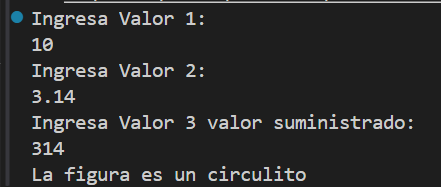 Ingresa Valor 1:
10
Ingresa Valor 2:
3.14
Ingresa Valor 3 valor suministrado:
314
La figura es un circulito